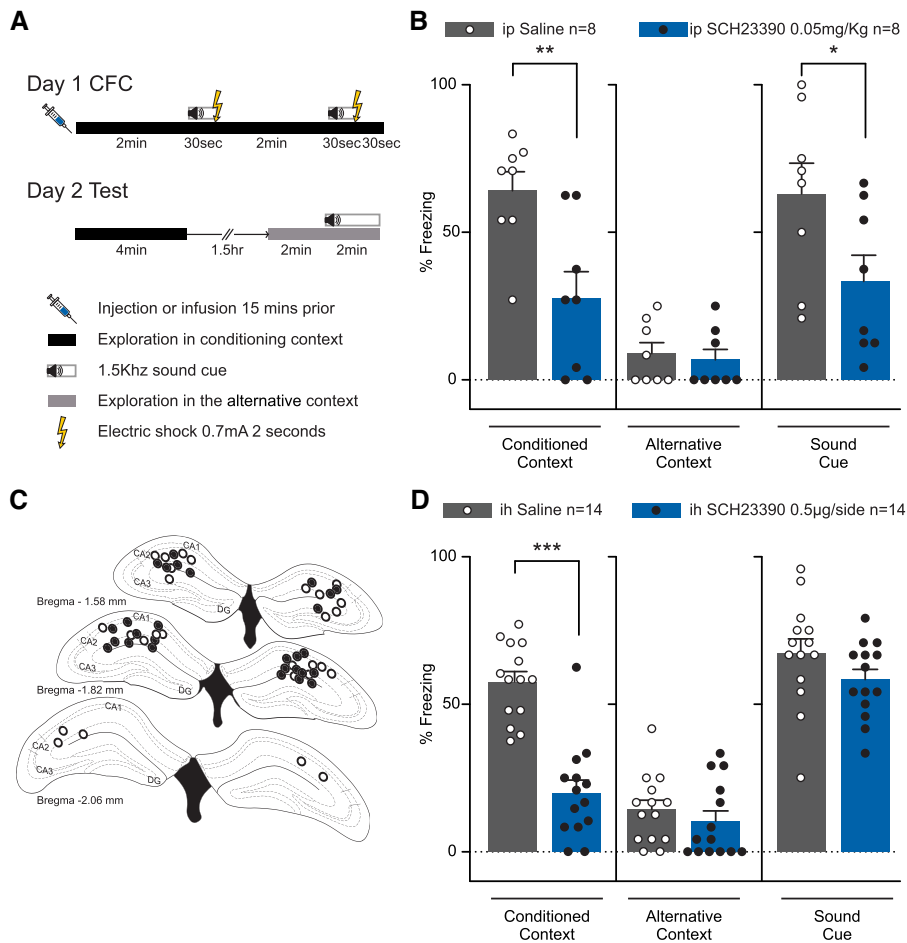 A
Day 1 CFC
2min
30sec
2min
30sec30sec
Day 2 Test
4min
1.5hr
2min
2min
Injection or infusion 15 mins prior
Exploration in conditioning context
1.5Khz sound cue
Exploration in the alternative context
Electric shock 0.7mA 2 seconds
B
ip Saline n=8
ip SCH23390 0.05mg/Kg n=8
**
*
100
50
0
% Freezing
Conditioned
Context
Alternative
Context
Sound
Cue
C
CA1
CA2
CA3
DG
Bregma - 1.58 mm
CA1
CA2
CA3
DG
Bregma -1.82 mm
CA1
CA2
CA3
DG
Bregma -2.06 mm
D
ih Saline n=14
ih SCH23390 0.5µg/side n=14
***
100
50
0
% Freezing
Conditioned
Context
Alternative
Context
Sound
Cue